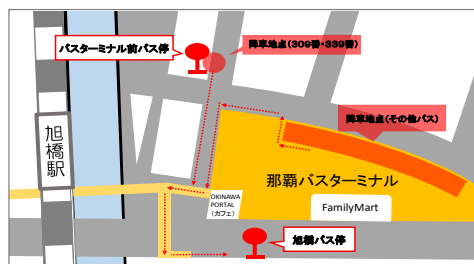 バスターミナル前バス停
降車地点(309番・339番)
降車地点(その他バス)
旭橋駅
那覇バスターミナル
OKINAWA
PORTAL
(カフェ)
FamilyMart
旭橋バス停